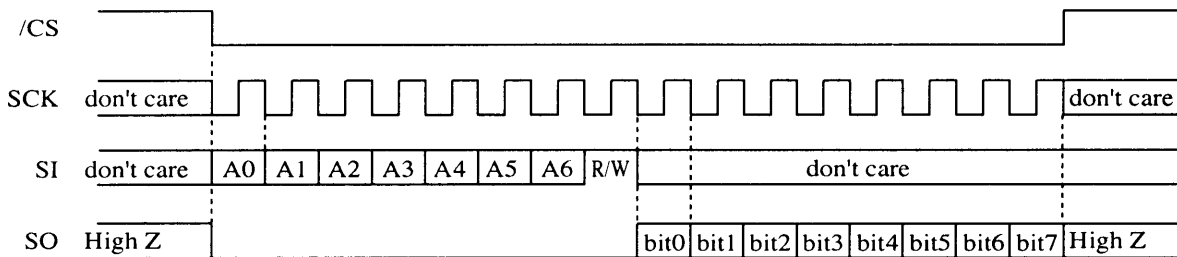 /CS
SCK don't care don't care
SI don't care A0 A1 A2 A3 A4 A5 A6 R/W don't care
SO High Z bit0 bit1 bit2 bit3 bit4 bit5 bit6 bit7 High Z